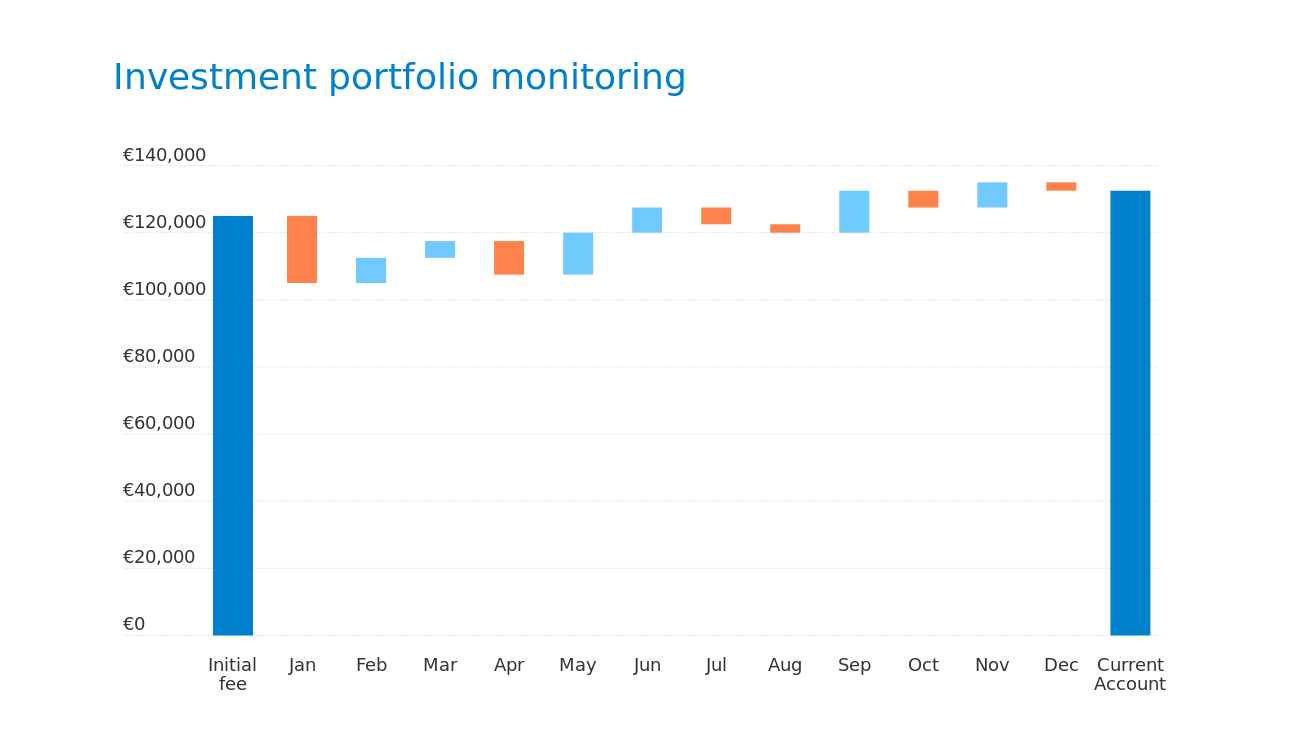 Investment portfolio monitoring
€140,000
€120,000
€100,000
€80,000
€60,000
€40,000
€20,000
€0
Initial fee
Jan
Feb
Mar
Apr
May
Jun
Jul
Aug
Sep
Oct
Nov
Dec
Current Account